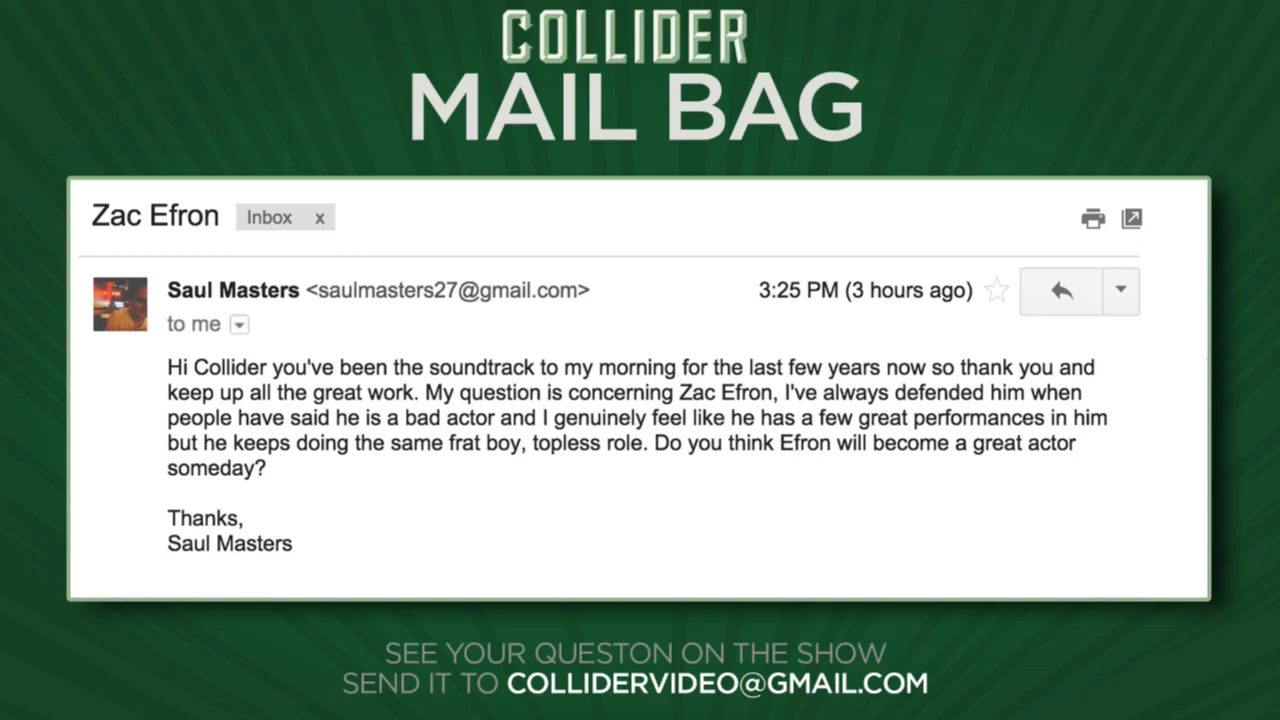 COLLIDER
MAIL BAG
Zac Efron Inbox x
Saul Masters <saulmasters27@gmail.com> 3:25 PM (3 hours ago)
to me
Hi Collider you've been the soundtrack to my morning for the last few years now so thank you and
keep up all the great work. My question is concerning Zac Efron, I've always defended him when
people have said he is a bad actor and I genuinely feel like he has a few great performances in him
but he keeps doing the same frat boy, topless role. Do you think Efron will become a great actor
someday?
Thanks,
Saul Masters
SEE YOUR QUESTON ON THE SHOW
SEND IT TO COLLIDERVIDEO@GMAIL.COM